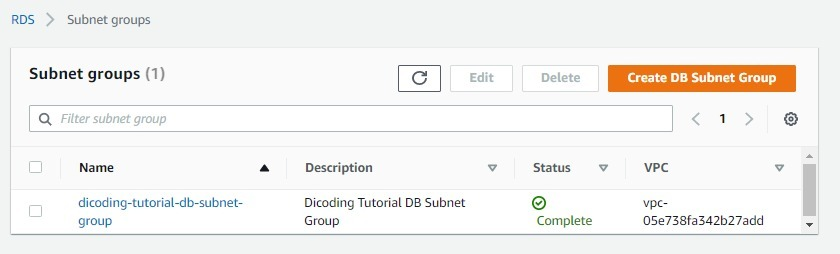 RDS > Subnet groups
Subnet groups (1)
Edit
Delete
Create DB Subnet Group
Filter subnet group
1
Name
Description
Status
VPC
dicoding-tutorial-db-subnet-
group
Dicoding Tutorial DB Subnet
Group
Complete
vpc-
05e738fa342b27add